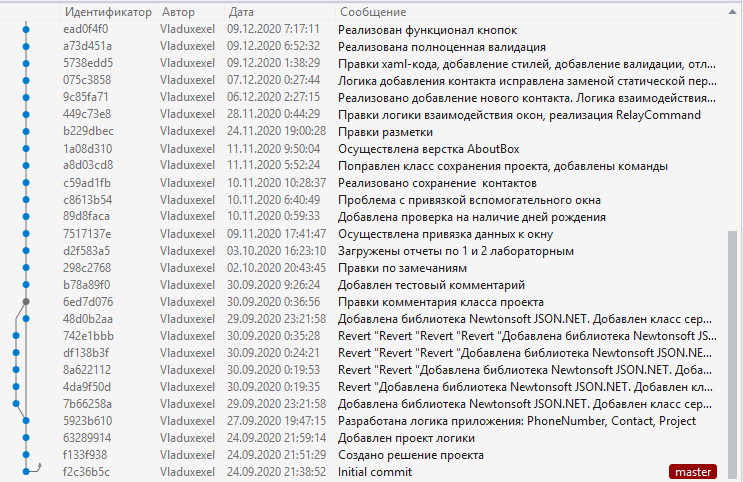 Идентификатор Автор Дата Сообщение
ead0f4f0 Vladuxexel 09.12.2020 7:17:11 Реализован функционал кнопок
a73d451a Vladuxexel 09.12.2020 6:52:32 Реализована полноценная валидация
5738edd5 Vladuxexel 09.12.2020 1:38:29 Правки xaml-кода, добавление стилей, добавление валидации, отл...
075c3858 Vladuxexel 07.12.2020 0:27:44 Логика добавления контакта исправлена заменой статической пер...
9c85fa71 Vladuxexel 06.12.2020 2:27:15 Реализовано добавление нового контакта. Логика взаимодействия...
449c73e8 Vladuxexel 28.11.2020 0:44:29 Правки логики взаимодействия окон, реализация RelayCommand
b229dbec Vladuxexel 24.11.2020 19:00:28 Правки разметки
1a08d310 Vladuxexel 11.11.2020 9:50:04 Осуществлена верстка AboutBox
a8d03cd8 Vladuxexel 11.11.2020 5:52:24 Поправлен класс сохранения проекта, добавлены команды
c59ad1fb Vladuxexel 10.11.2020 10:28:37 Реализовано сохранение контактов
c8613b54 Vladuxexel 10.11.2020 6:40:49 Проблема с привязкой вспомогательного окна
89d8faca Vladuxexel 10.11.2020 0:59:33 Добавлена проверка на наличие дней рождения
7517137e Vladuxexel 09.11.2020 17:41:47 Осуществлена привязка данных к окну
d2f583a5 Vladuxexel 03.10.2020 16:23:10 Загружены отчеты по 1 и 2 лабораторным
298c2768 Vladuxexel 02.10.2020 20:43:45 Правки по замечаниям
b78a89f0 Vladuxexel 30.09.2020 9:26:24 Добавлен тестовый комментарий
6ed7d076 Vladuxexel 30.09.2020 0:36:56 Правки комментария класса проекта
48d0b2aa Vladuxexel 29.09.2020 23:21:58 Добавлена библиотека Newtonsoft JSON.NET. Добавлен класс сер...
742e1bbb Vladuxexel 30.09.2020 0:35:28 Revert "Revert "Revert "Revert "Добавлена библиотека Newtonsoft JS...
df138b3f Vladuxexel 30.09.2020 0:24:21 Revert "Revert "Revert "Добавлена библиотека Newtonsoft JSON.NE...
8a622112 Vladuxexel 30.09.2020 0:19:53 Revert "Revert "Добавлена библиотека Newtonsoft JSON.NET. Доба...
4da9f50d Vladuxexel 30.09.2020 0:19:35 Revert "Добавлена библиотека Newtonsoft JSON.NET. Добавлен кл...
7b66258a Vladuxexel 29.09.2020 23:21:58 Добавлена библиотека Newtonsoft JSON.NET. Добавлен класс сер...
5923b610 Vladuxexel 27.09.2020 19:47:15 Разработана логика приложения: PhoneNumber, Contact, Project
63289914 Vladuxexel 24.09.2020 21:59:14 Добавлен проект логики
f133f938 Vladuxexel 24.09.2020 21:51:29 Создано решение проекта
f2c36b5c Vladuxexel 24.09.2020 21:38:52 Initial commit master